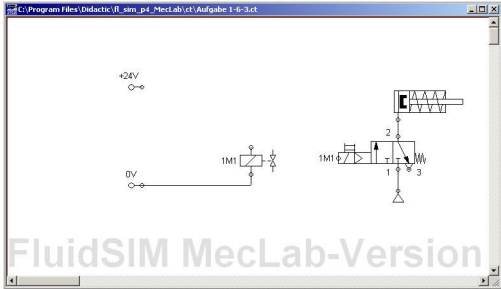 C:\Program Files\Didactic\fl_sim_p4_MecLab\ct\Aufgabe 1-6-3.ct
+24V
2
1M1
1M1
1
3
0V
FluidSIM MecLab-Version